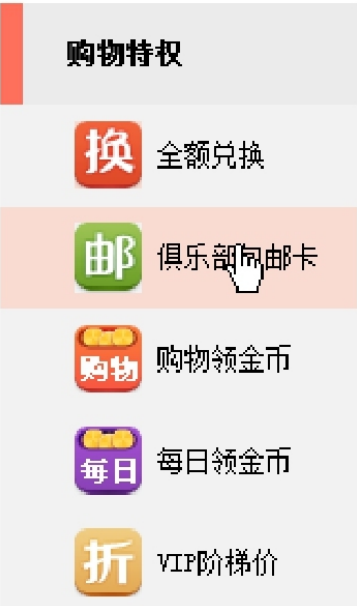 购物特权
换 全额兑换
邮 俱乐部包邮卡
购物 购物领金币
每日 每日领金币
折 VIP阶梯价